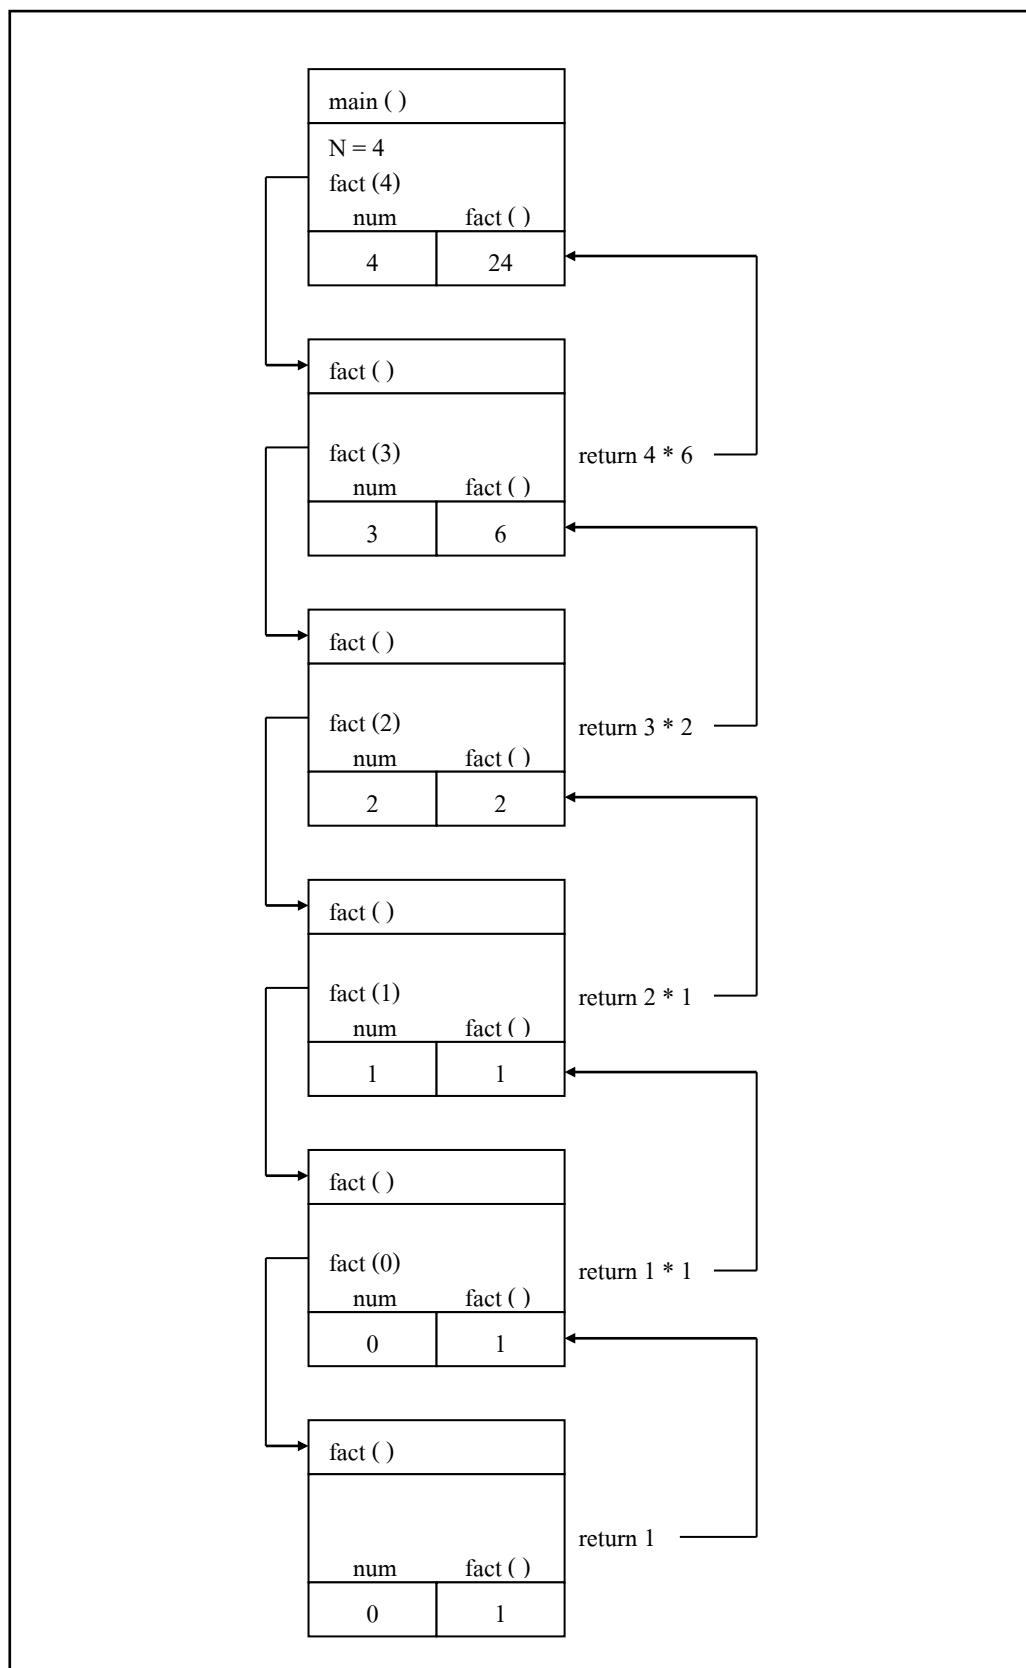 main ( )
N = 4
fact (4)
num fact ( )
4 24
fact ( )
fact (3) return 4 * 6
num fact ( )
3 6
fact ( )
fact (2) return 3 * 2
num fact ( )
2 2
fact ( )
fact (1) return 2 * 1
num fact ( )
1 1
fact ( )
fact (0) return 1 * 1
num fact ( )
0 1
fact ( )
return 1
num fact ( )
0 1